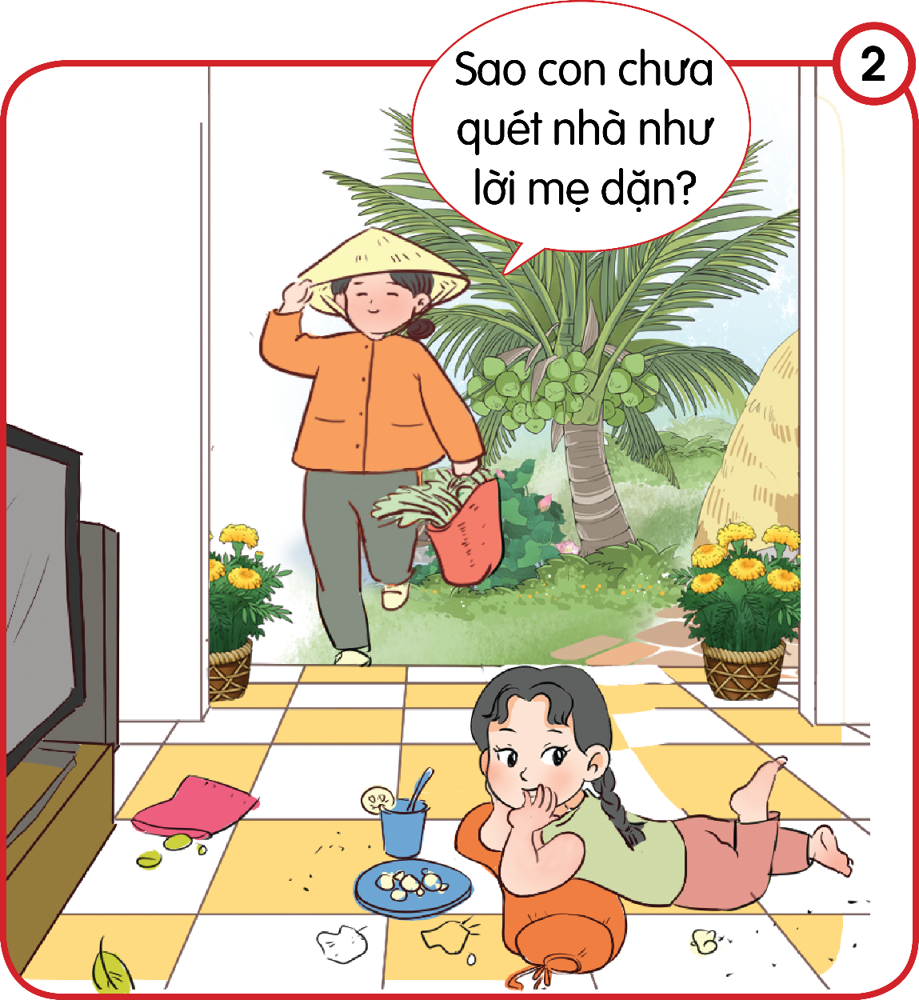 2
Sao con chưa
quét nhà như
lời mẹ dặn?